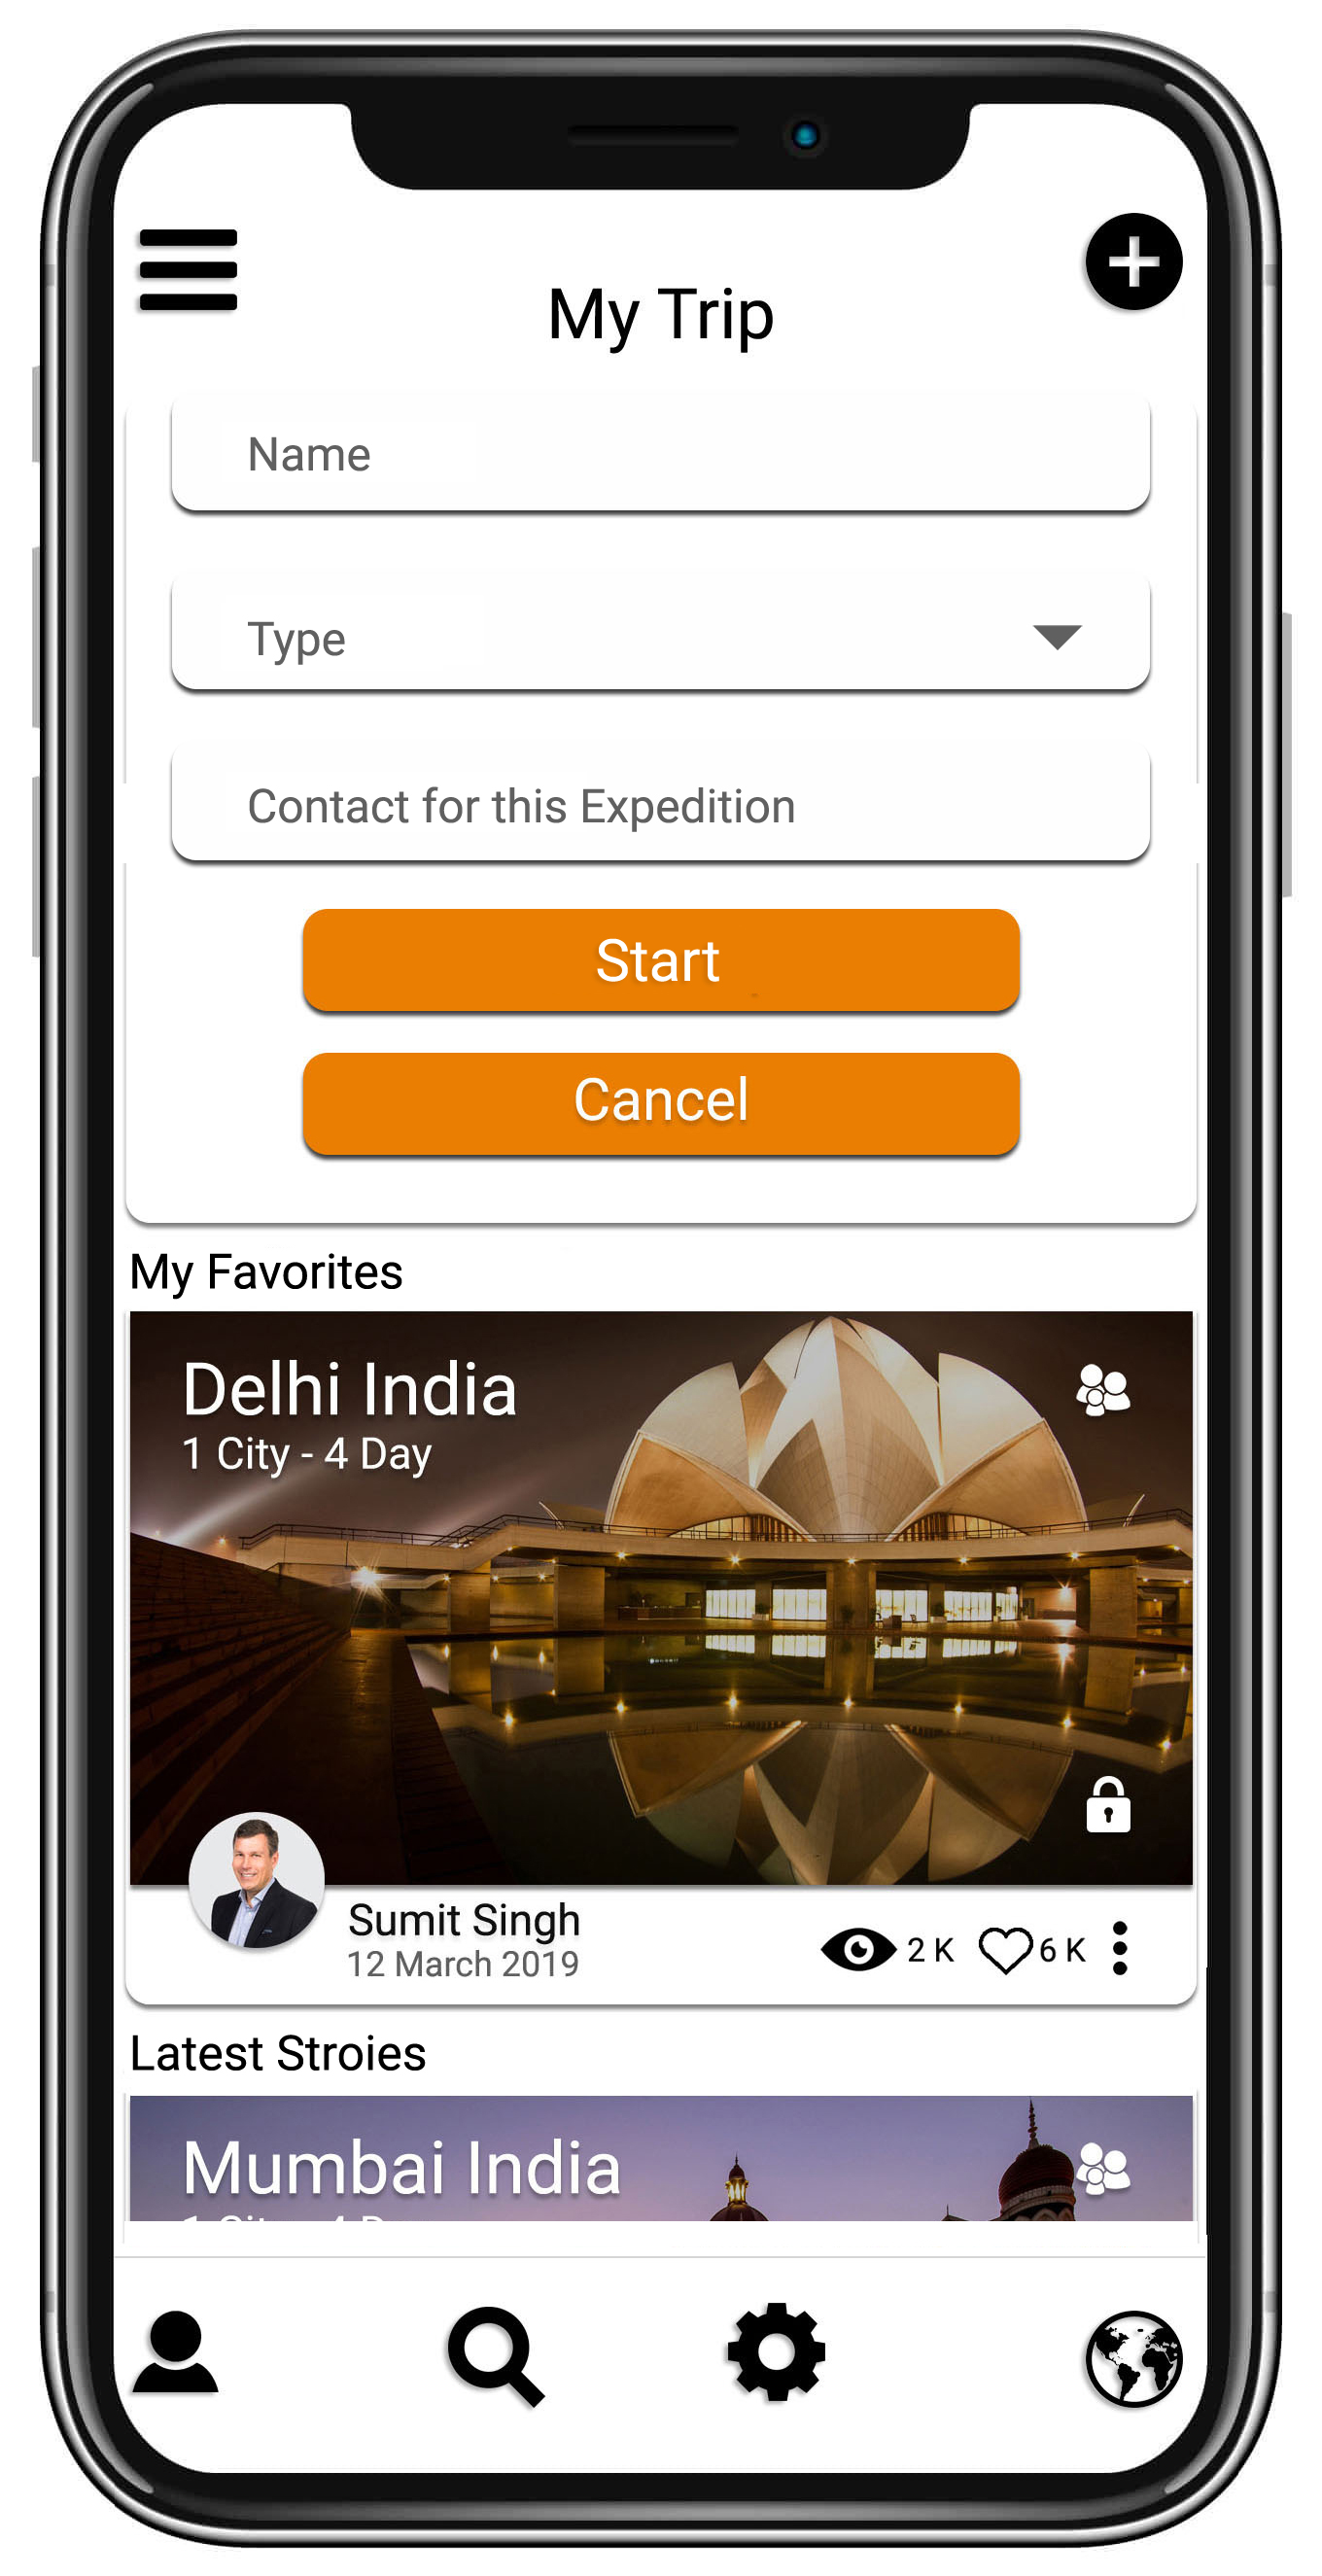 My Trip
Name
Type
Contact for this Expedition
Start
Cancel
My Favorites
Delhi India
1 City - 4 Day
Sumit Singh
12 March 2019
2 K
6 K
Latest Stroies
Mumbai India